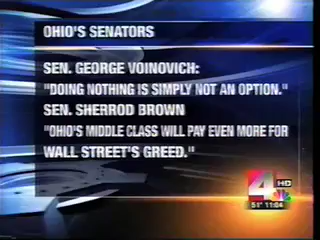 OHIO'S SENATORS
SEN. GEORGE VOINOVICH:
"DOING NOTHING IS SIMPLY NOT AN OPTION."
SEN. SHERROD BROWN
"OHIO'S MIDDLE CLASS WILL PAY EVEN MORE FOR
WALL STREET'S GREED."
4 HD
51° 11:04